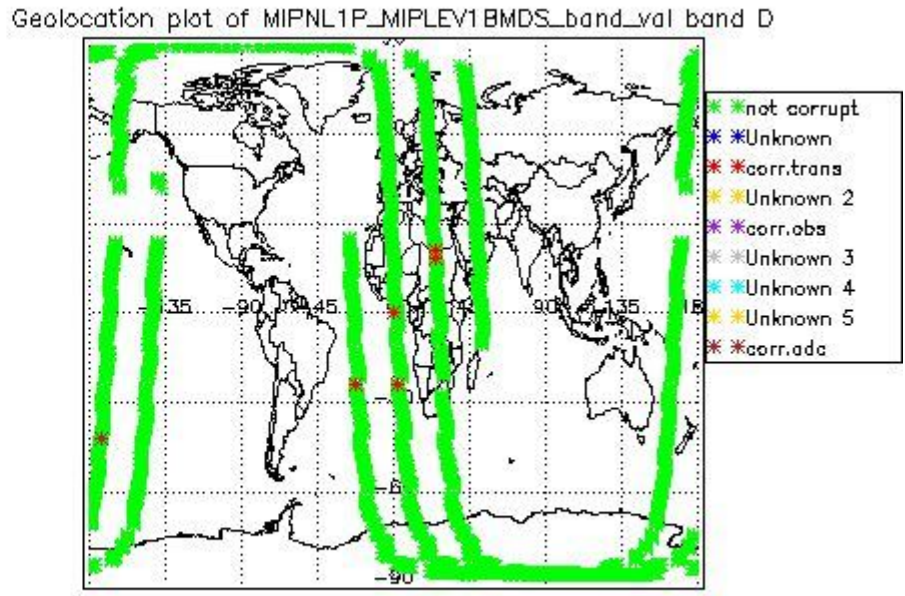 Geolocation plot of MIPNL1P_MIPLEV1BMDS_band_val band D
* *not corrupt
* *Unknown
* *corr.trans
* *Unknown 2
* *corr.obs
* *Unknown 3
* *Unknown 4
* *Unknown 5
* *corr.adc
-135 -90 -45 45 90 135
-90